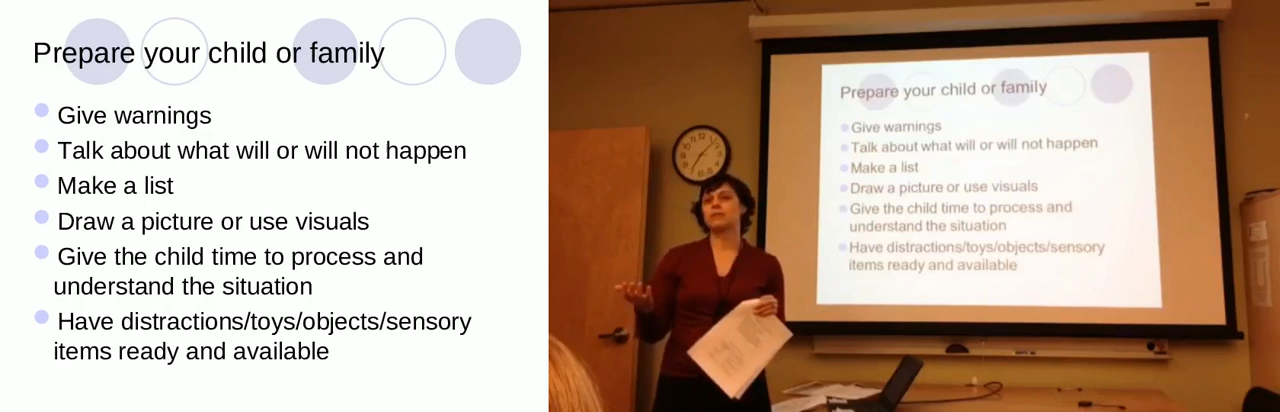 Prepare your child or family
Give warnings
Talk about what will or will not happen
Make a list
Draw a picture or use visuals
Give the child time to process and
understand the situation
Have distractions/toys/objects/sensory
items ready and available
Prepare your child or family
Give warnings
Talk about what will or will not happen
Make a list
Draw a picture or use visuals
Give the child time to process and
understand the situation
Have distractions/toys/objects/sensory
items ready and available